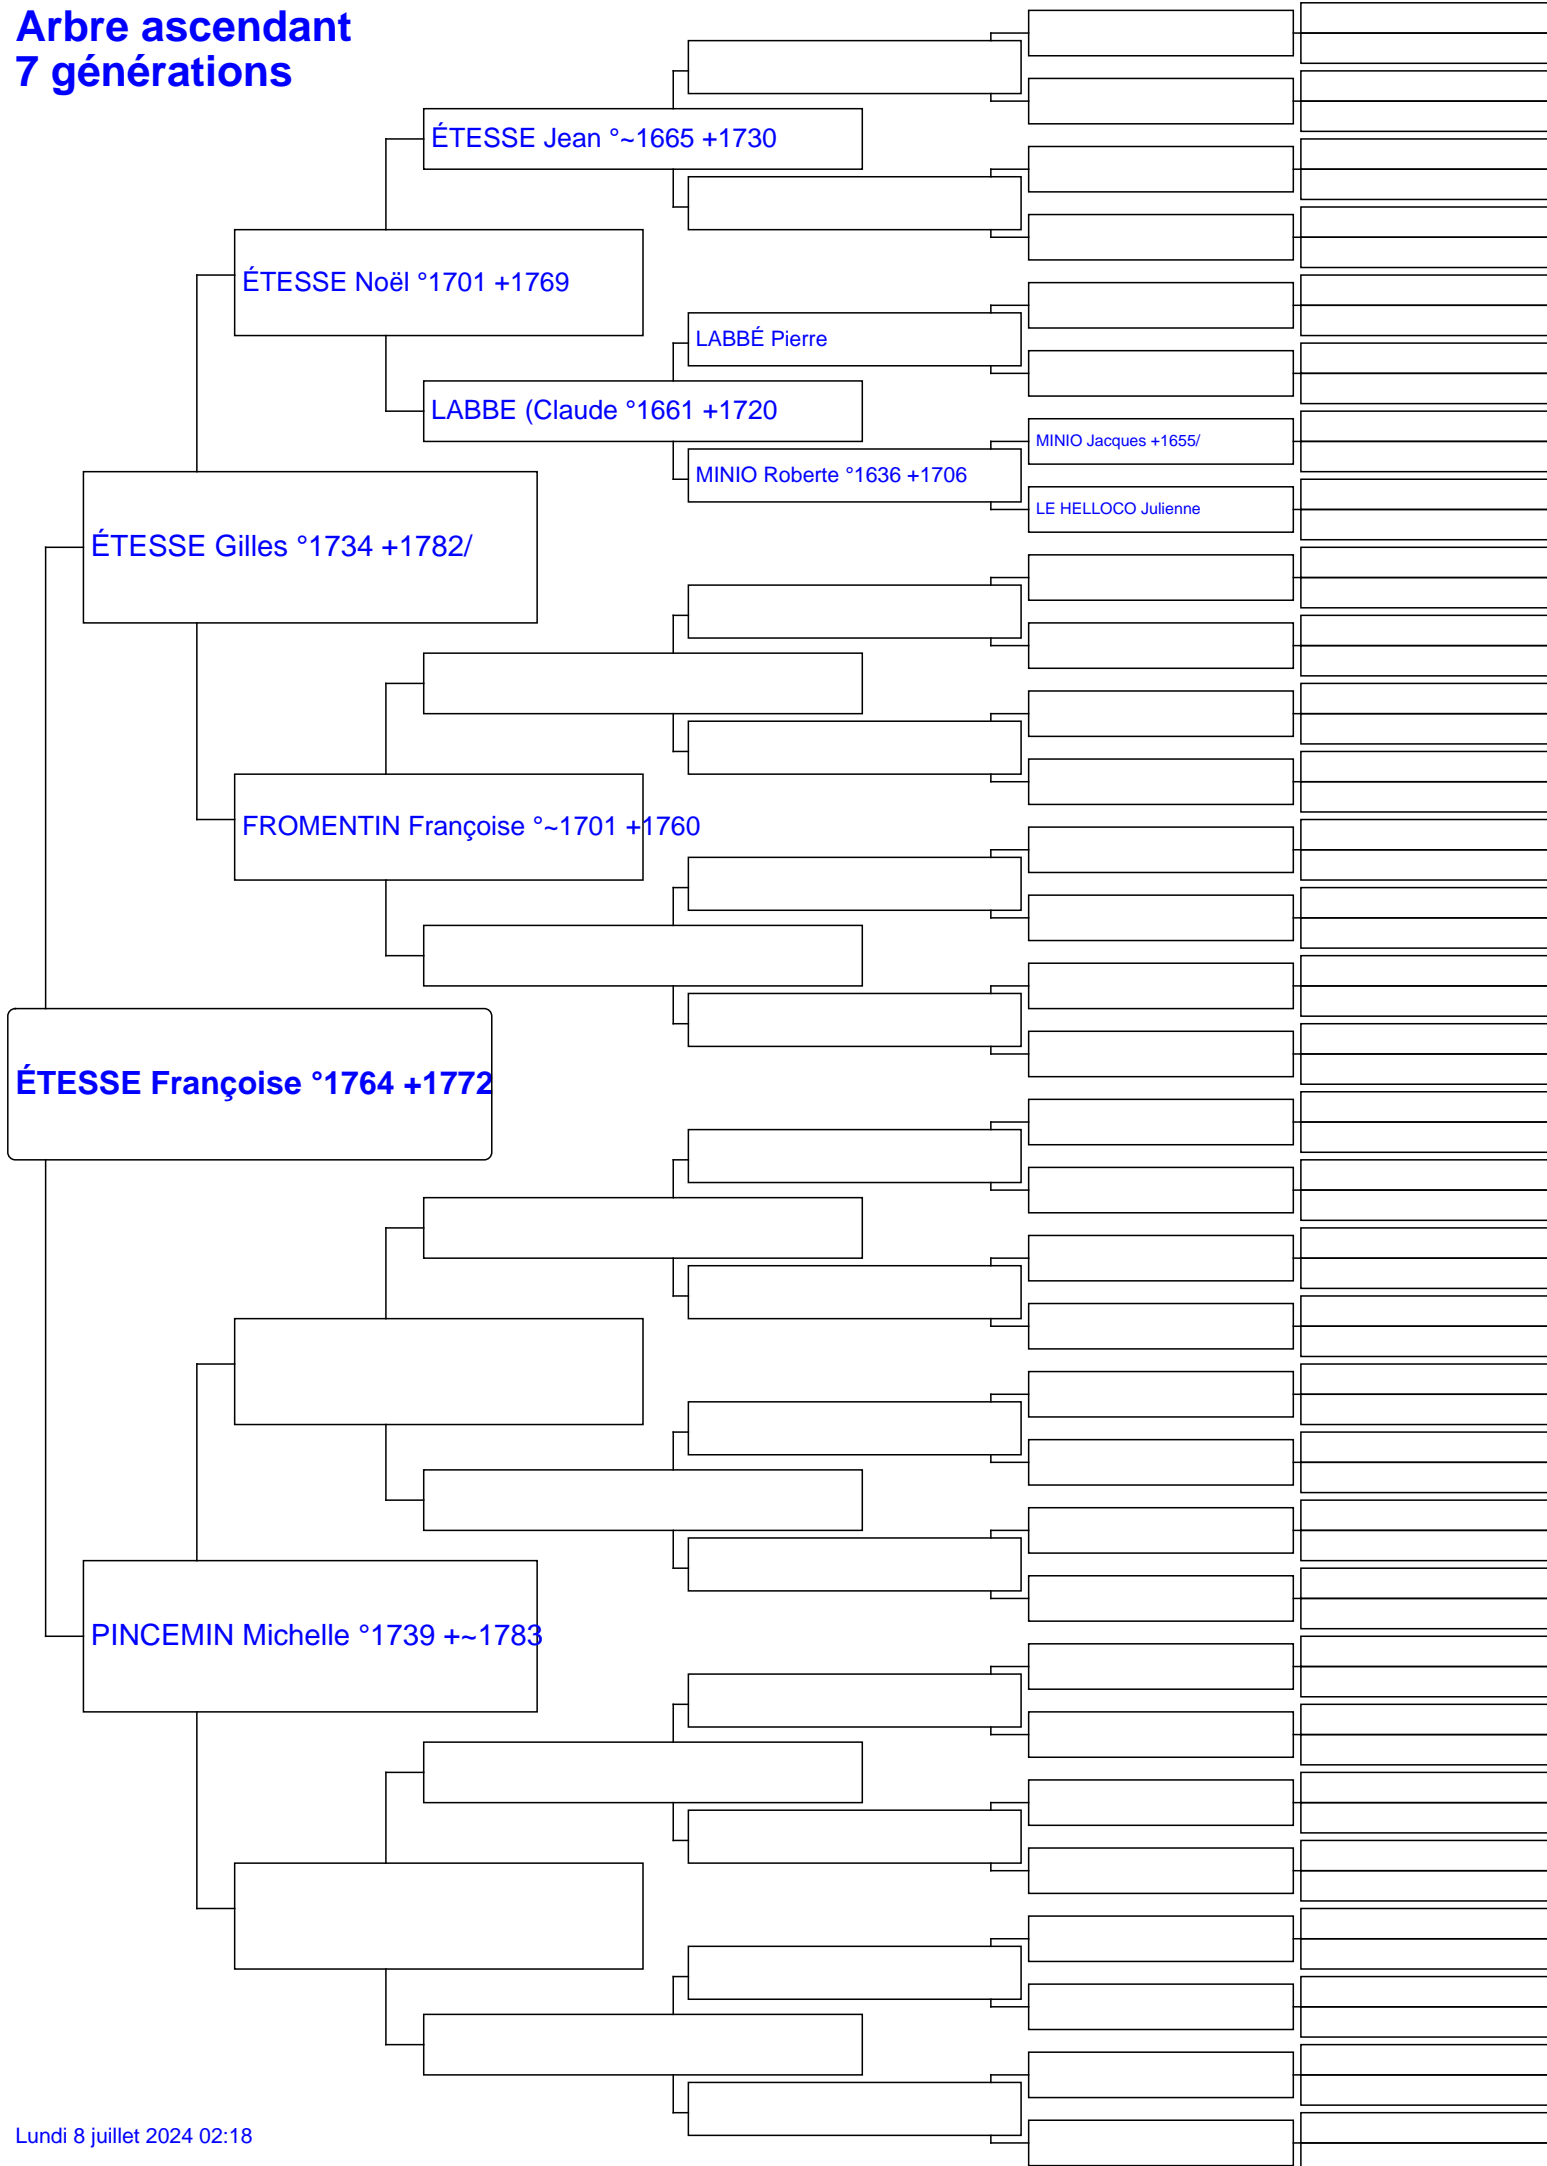 Arbre ascendant
7 générations
ÉTESSE Jean °~1665 +1730
ÉTESSE Noël °1701 +1769
LABBÉ Pierre
LABBE (Claude °1661 +1720
MINIO Jacques +1655/
MINIO Roberte °1636 +1706
LE HELLOCO Julienne
ÉTESSE Gilles °1734 +1782/
FROMENTIN Françoise °~1701 +1760
ÉTESSE Françoise °1764 +1772
PINCEMIN Michelle °1739 +~1783
Lundi 8 juillet 2024 02:18